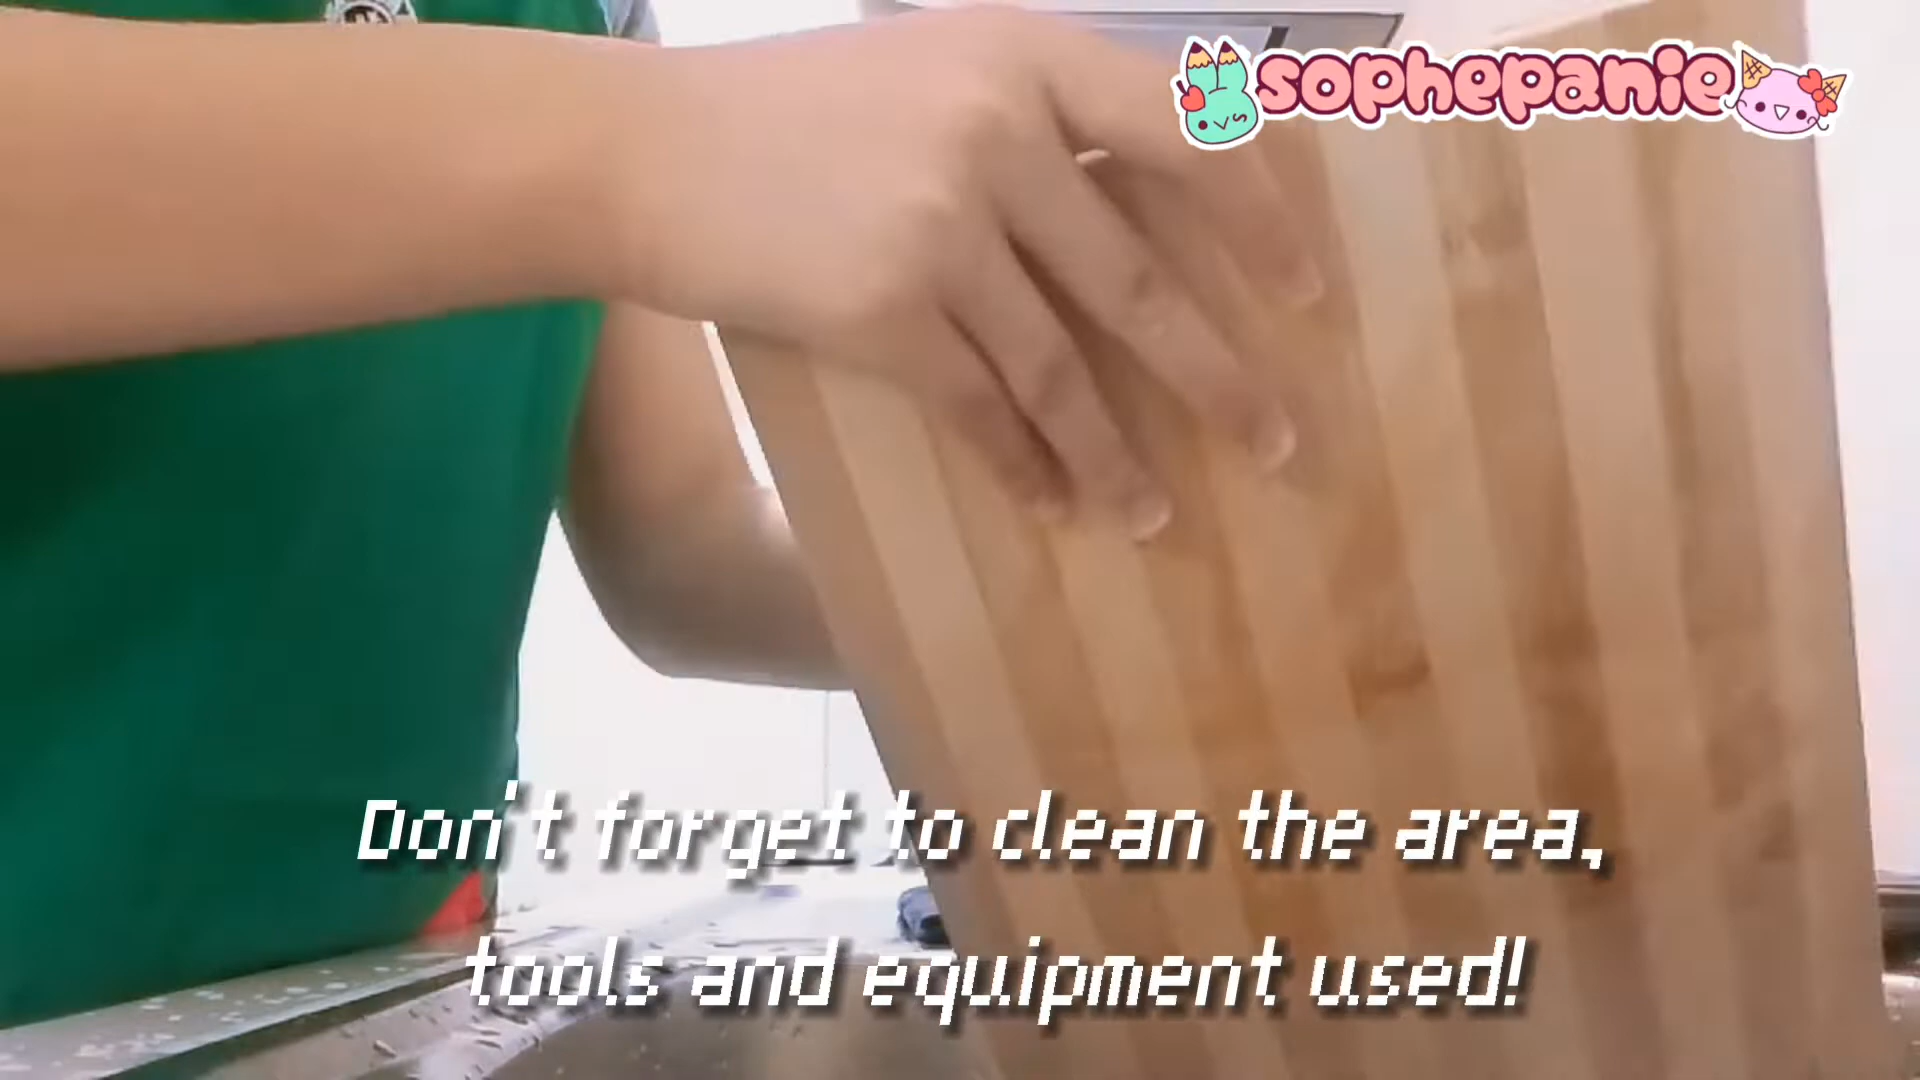 sophepanie
Don't forget to clean the area,
tools and equipment used!